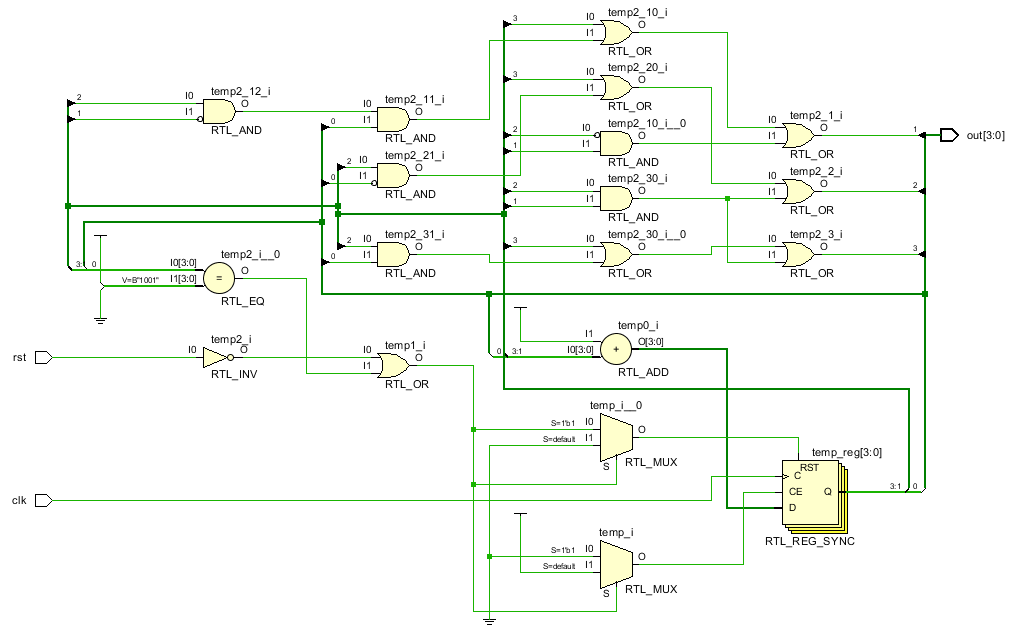 temp2_10_i
3 I0 O
I1
RTL_OR
temp2_20_i
3 I0 O
I1
RTL_OR
temp2_12_i
2 I0 O
1 I1
RTL_AND
temp2_11_i
I0 O
0 I1
RTL_AND
temp2_10_i__0
2 I0 O
1 I1
RTL_AND
temp2_1_i
I0 O
I1
RTL_OR
1 out[3:0]
temp2_21_i
2 I0 O
0 I1
RTL_AND
temp2_30_i
2 I0 O
1 I1
RTL_AND
temp2_2_i
I0 O
I1
RTL_OR
2
temp2_31_i
2 I0 O
0 I1
RTL_AND
temp2_30_i__0
3 I0 O
I1
RTL_OR
temp2_3_i
I0 O
I1
RTL_OR
3
temp2_i__0
3:1 0 I0[3:0] O
V=B"1001" I1[3:0]
=
RTL_EQ
temp0_i
I1 O[3:0]
0 3:1 I0[3:0]
+
RTL_ADD
rst
temp2_i
I0 O
RTL_INV
temp1_i
I0 O
I1
RTL_OR
temp_i__0
S=1'b1 I0 O
S=default I1
S
RTL_MUX
temp_reg[3:0]
RST
C
CE Q
D
3:1 0
RTL_REG_SYNC
clk
temp_i
S=1'b1 I0 O
S=default I1
S
RTL_MUX